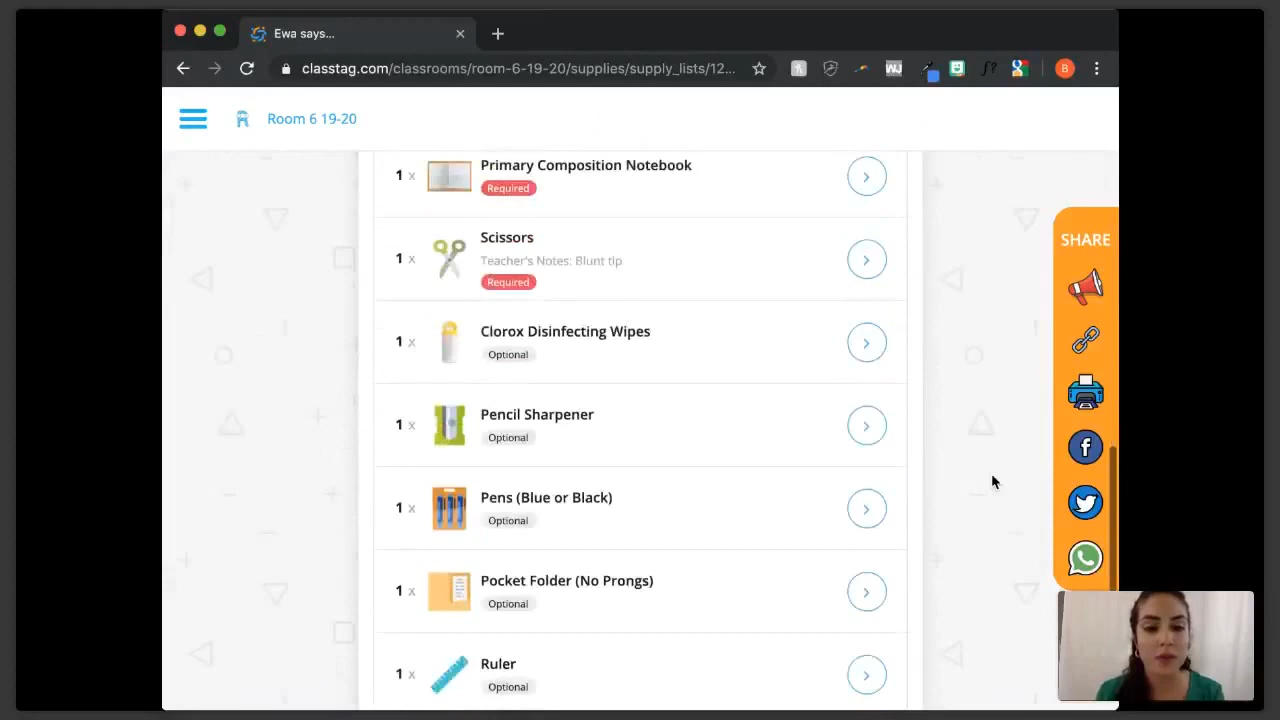 Ewa says...
classtag.com/classrooms/room-6-19-20/supplies/supply_lists/12...
B
Room 6 19-20
1 x Primary Composition Notebook
Required
1 x Scissors
Teacher's Notes: Blunt tip
Required
1 x Clorox Disinfecting Wipes
Optional
1 x Pencil Sharpener
Optional
1 x Pens (Blue or Black)
Optional
1 x Pocket Folder (No Prongs)
Optional
1 x Ruler
Optional
SHARE